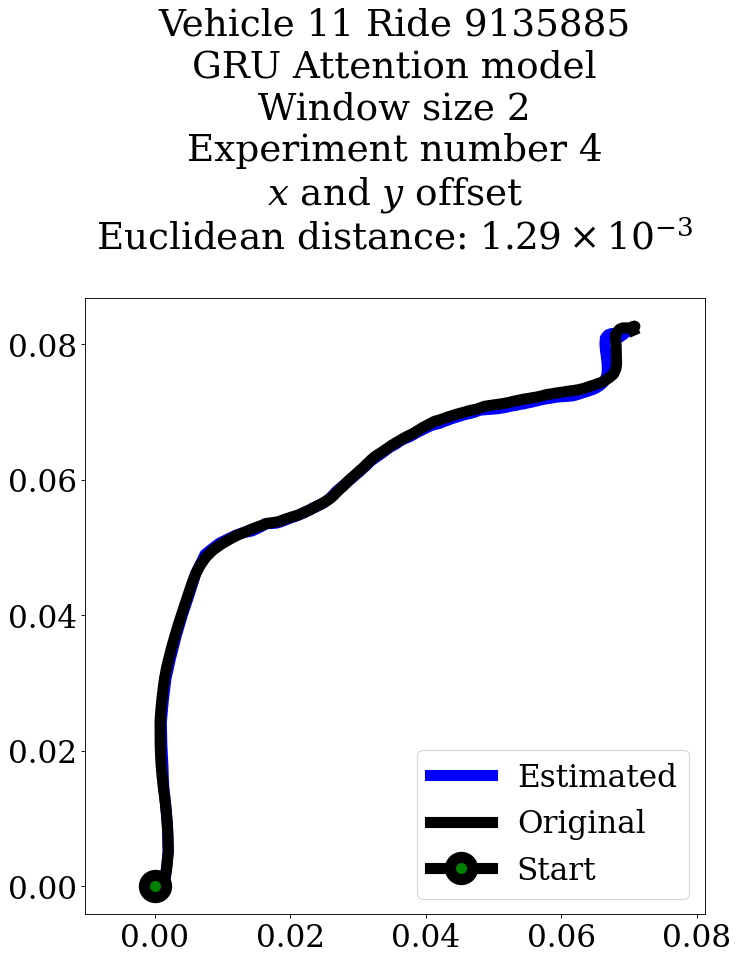 Vehicle 11 Ride 9135885
GRU Attention model
Window size 2
Experiment number 4
x and y offset
Euclidean distance: 1.29 × 10⁻³
0.08
0.06
0.04
0.02
0.00
Estimated
Original
Start
0.00 0.02 0.04 0.06 0.08